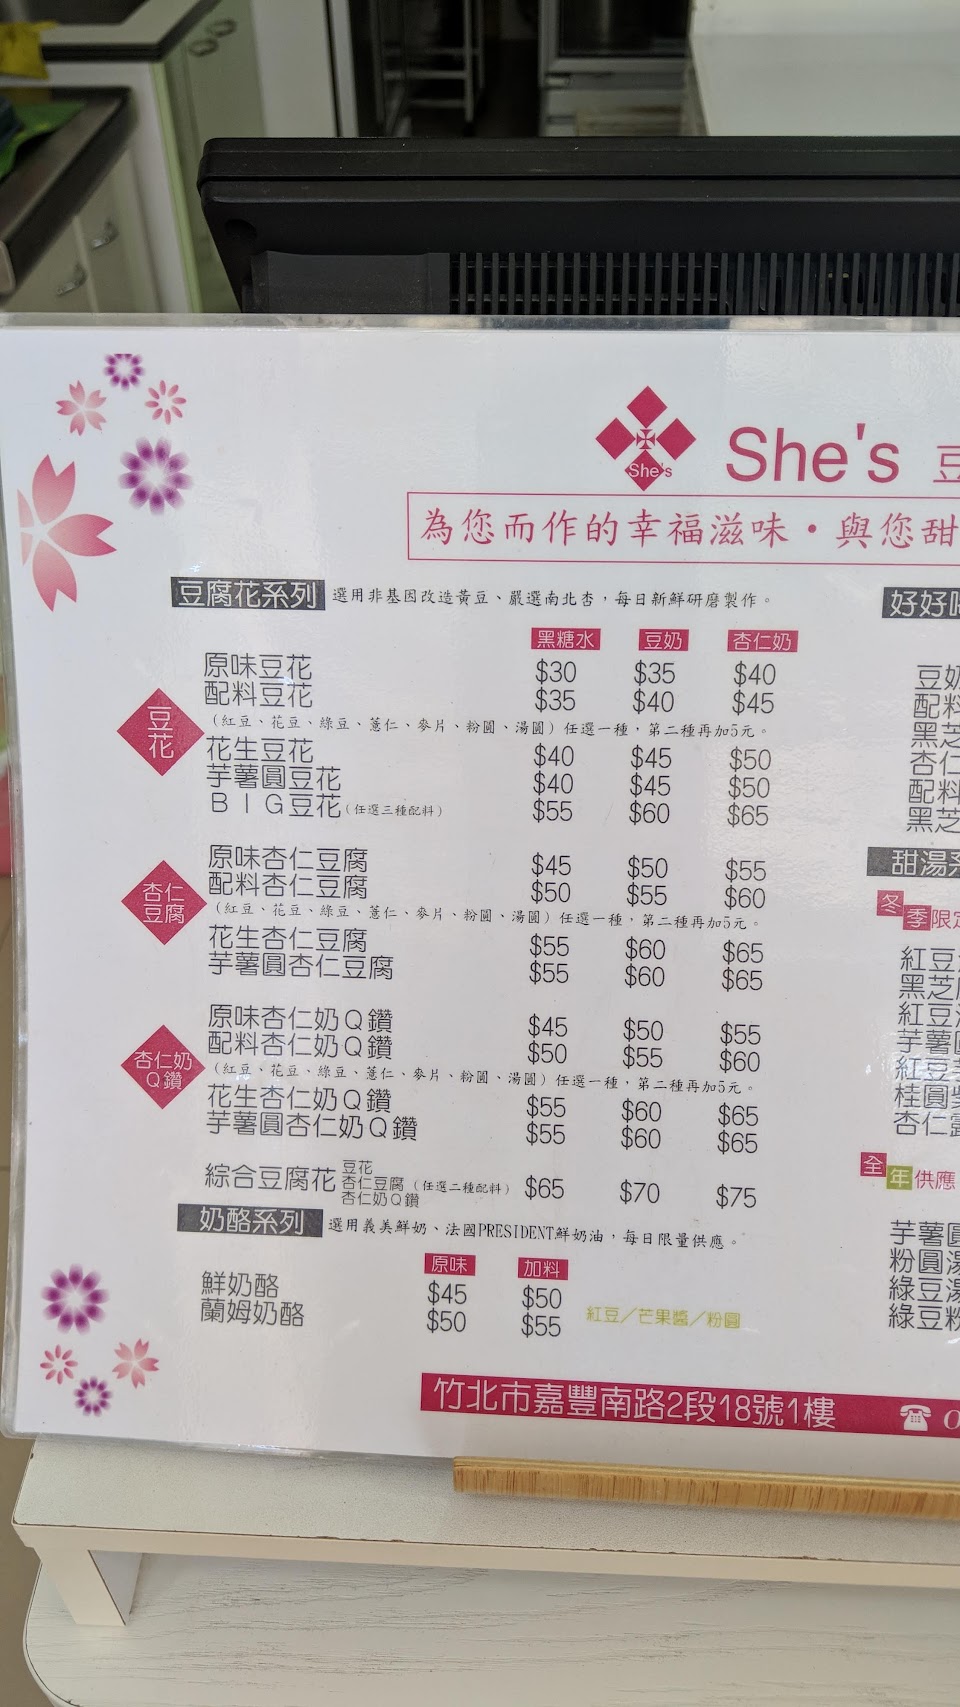 She's
She's 豆
為您而作的幸福滋味・與您甜
豆腐花系列 選用非基因改造黃豆、嚴選南北杏,每日新鮮研磨製作。
黑糖水 豆奶 杏仁奶
豆花
原味豆花 $30 $35 $40
配料豆花 $35 $40 $45
(紅豆、花豆、綠豆、薏仁、麥片、粉圓、湯圓)任選一種,第二種再加5元。
花生豆花 $40 $45 $50
芋薯圓豆花 $40 $45 $50
BIG豆花(任選三種配料) $55 $60 $65
杏仁豆腐
原味杏仁豆腐 $45 $50 $55
配料杏仁豆腐 $50 $55 $60
(紅豆、花豆、綠豆、薏仁、麥片、粉圓、湯圓)任選一種,第二種再加5元。
花生杏仁豆腐 $55 $60 $65
芋薯圓杏仁豆腐 $55 $60 $65
杏仁奶Q鑽
原味杏仁奶Q鑽 $45 $50 $55
配料杏仁奶Q鑽 $50 $55 $60
(紅豆、花豆、綠豆、薏仁、麥片、粉圓、湯圓)任選一種,第二種再加5元。
花生杏仁奶Q鑽 $55 $60 $65
芋薯圓杏仁奶Q鑽 $55 $60 $65
綜合豆腐花 豆花 杏仁豆腐 杏仁奶Q鑽 (任選二種配料) $65 $70 $75
奶酪系列 選用義美鮮奶、法國PRESIDENT鮮奶油,每日限量供應。
原味 加料
鮮奶酪 $45 $50
蘭姆奶酪 $50 $55
紅豆/芒果醬/粉圓
好好
豆奶
配料
黑芝
杏仁
配料
黑芝
甜湯系
冬季限定
紅豆
黑芝
紅豆湯
芋薯圓
紅豆
桂圓
杏仁
全年供應
芋薯圓
粉圓湯
綠豆湯
綠豆粉
竹北市嘉豐南路2段18號1樓 ☎ 0